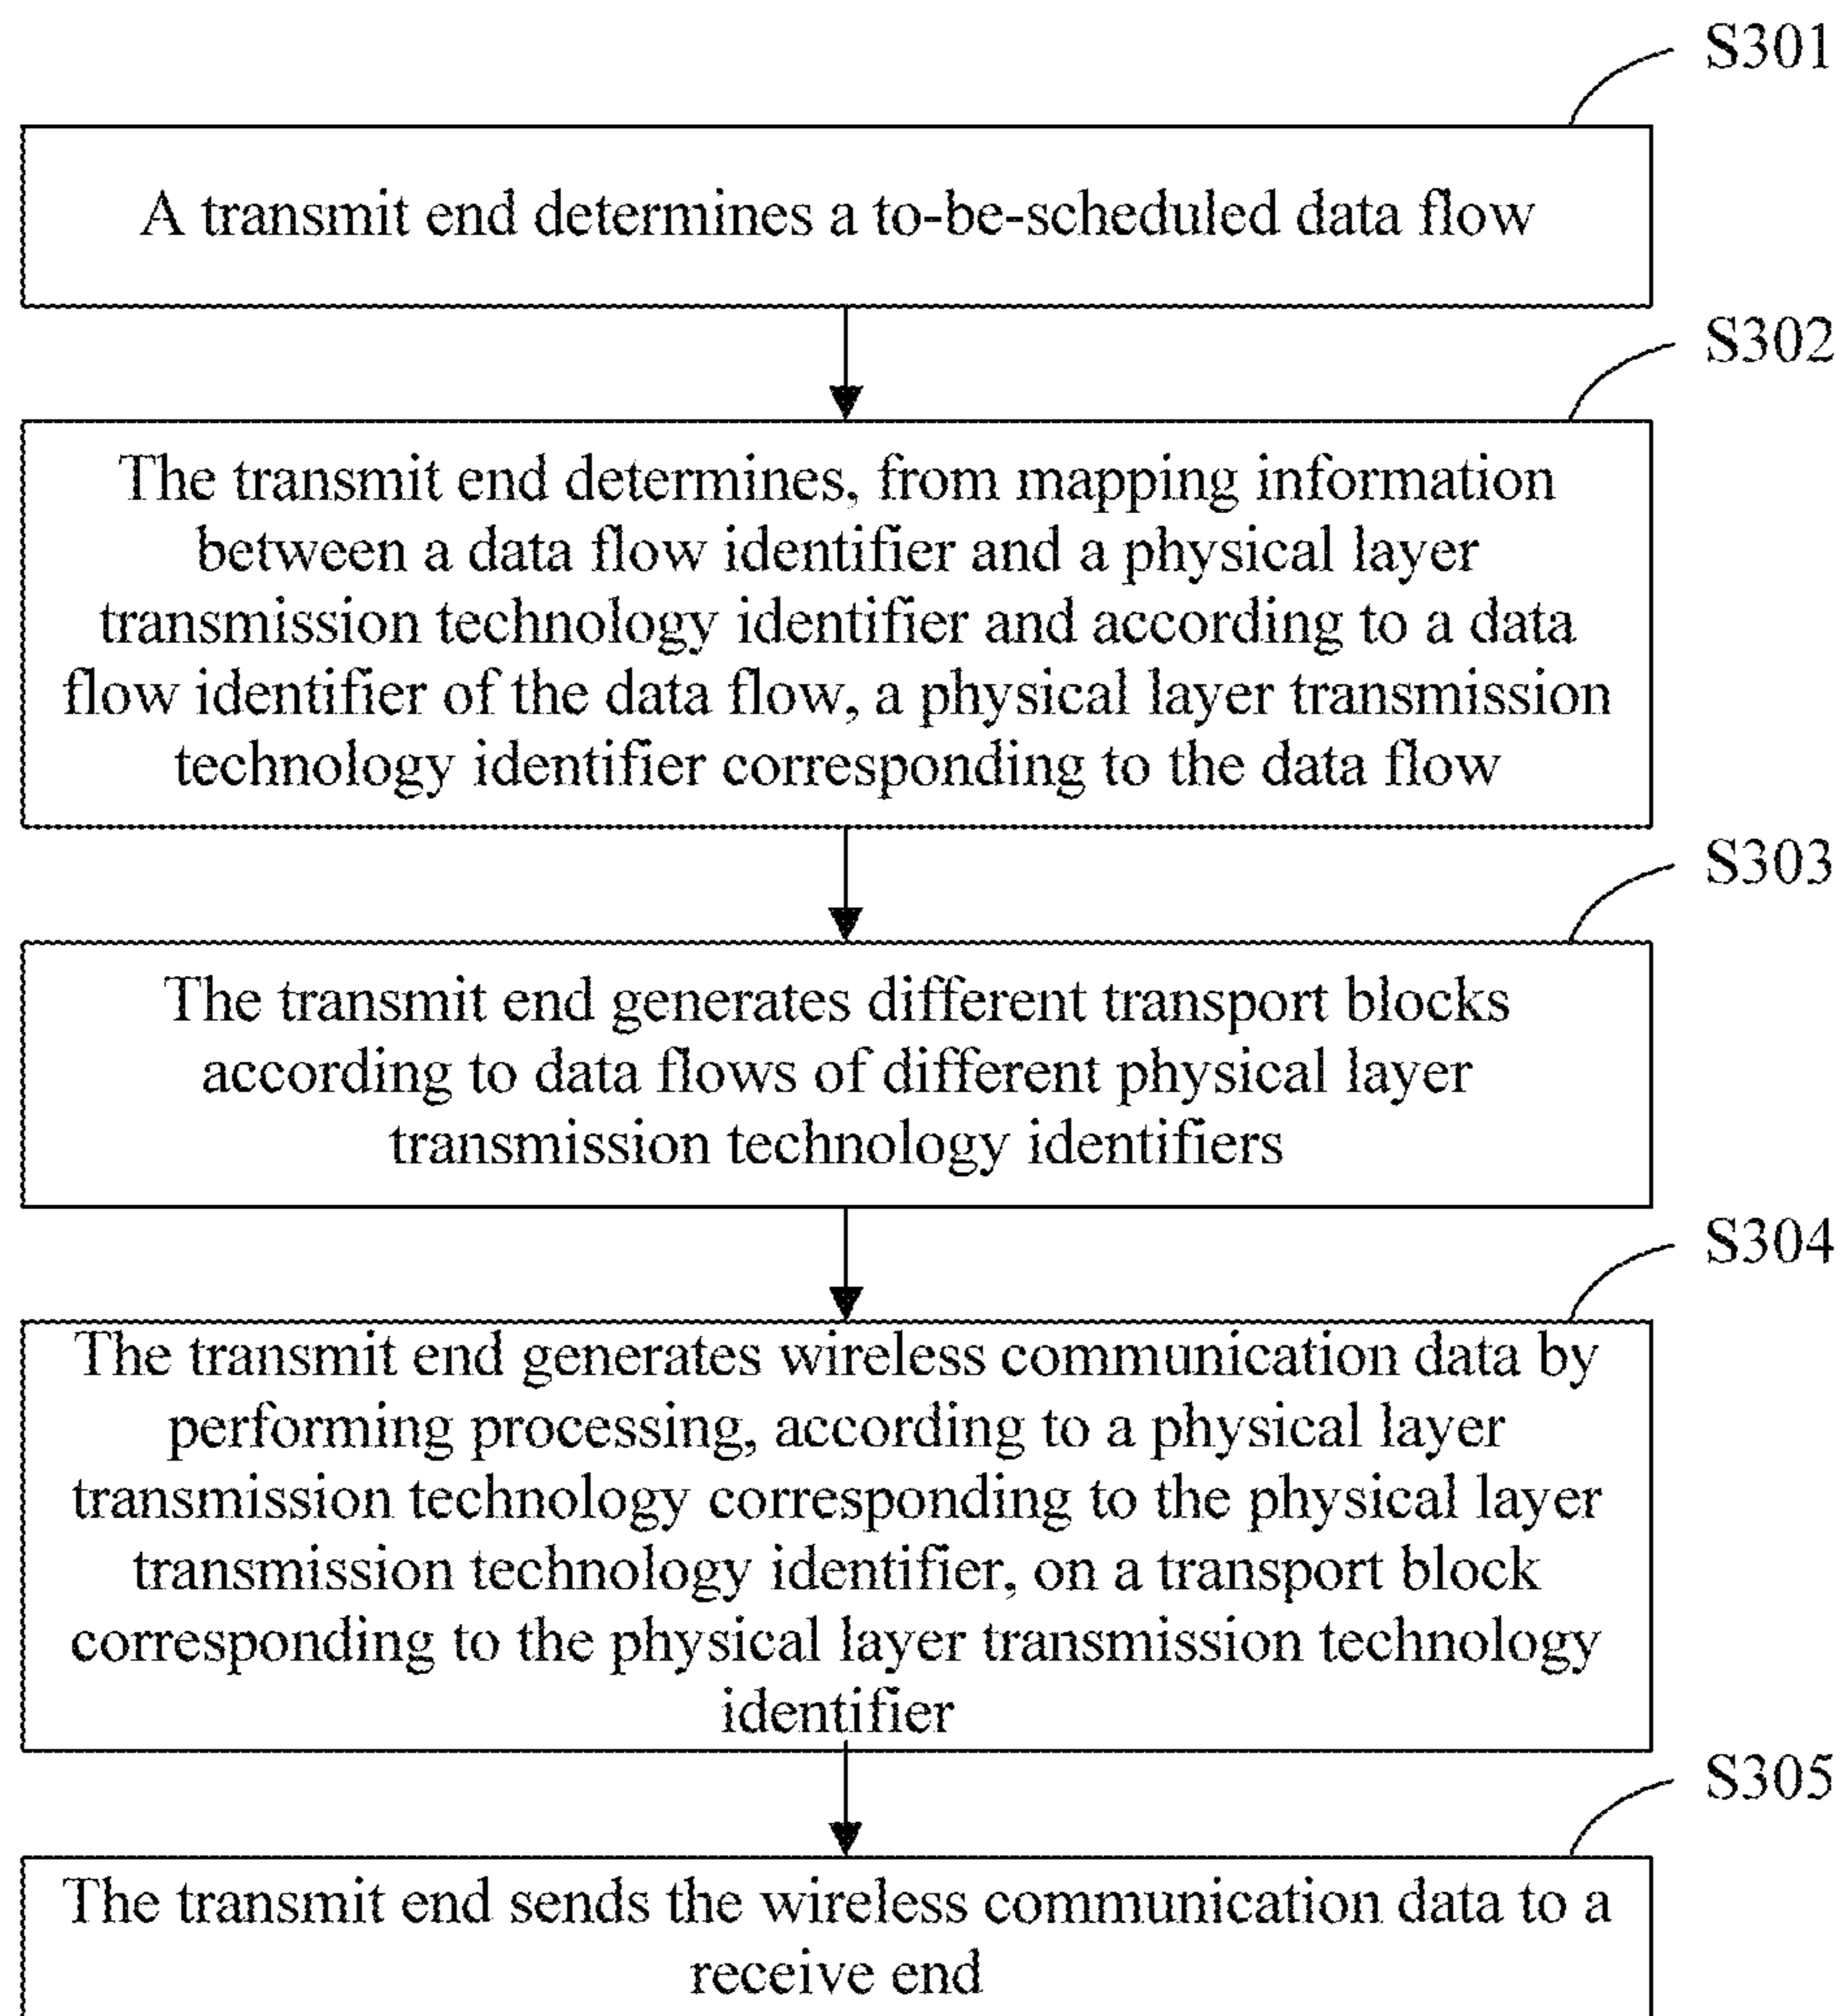 S301
A transmit end determines a to-be-scheduled data flow
S302
The transmit end determines, from mapping information
between a data flow identifier and a physical layer
transmission technology identifier and according to a data
flow identifier of the data flow, a physical layer transmission
technology identifier corresponding to the data flow
S303
The transmit end generates different transport blocks
according to data flows of different physical layer
transmission technology identifiers
S304
The transmit end generates wireless communication data by
performing processing, according to a physical layer
transmission technology corresponding to the physical layer
transmission technology identifier, on a transport block
corresponding to the physical layer transmission technology
identifier
S305
The transmit end sends the wireless communication data to a
receive end